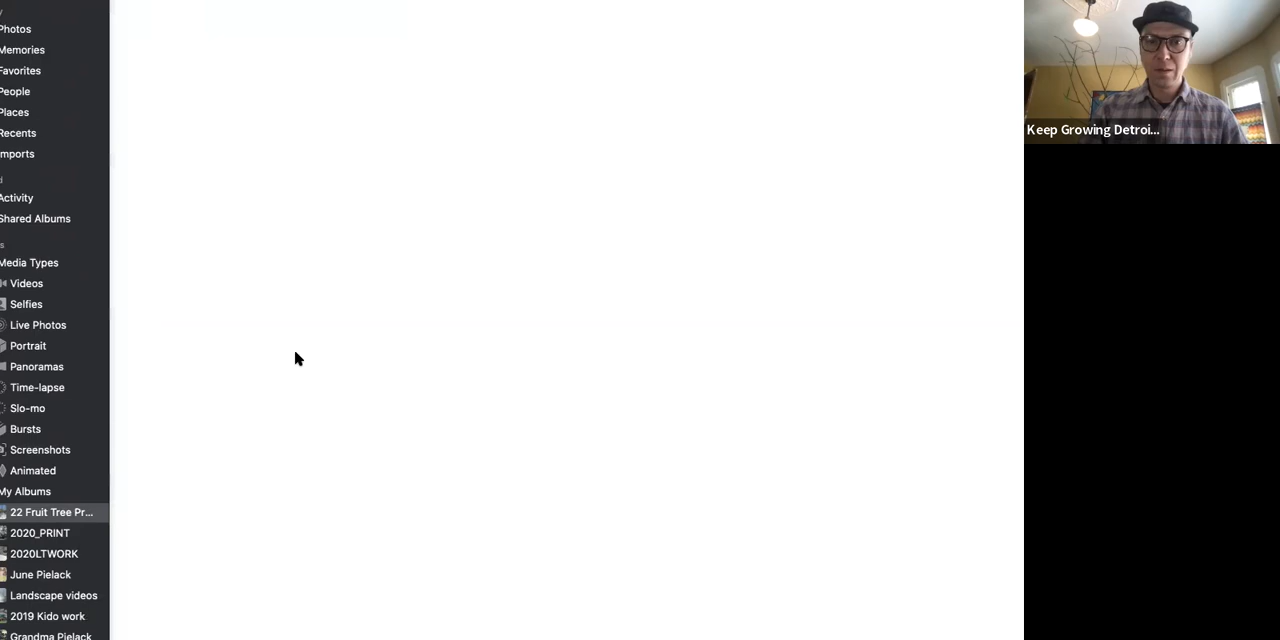 Photos
Memories
Favorites
People
Places
Recents
mports
Activity
Shared Albums
Media Types
Videos
Selfies
Live Photos
Portrait
Panoramas
Time-lapse
Slo-mo
Bursts
Screenshots
Animated
My Albums
22 Fruit Tree Pr...
2020_PRINT
2020LTWORK
June Pielack
Landscape videos
2019 Kido work
Grandma Pielack
Keep Growing Detroi...